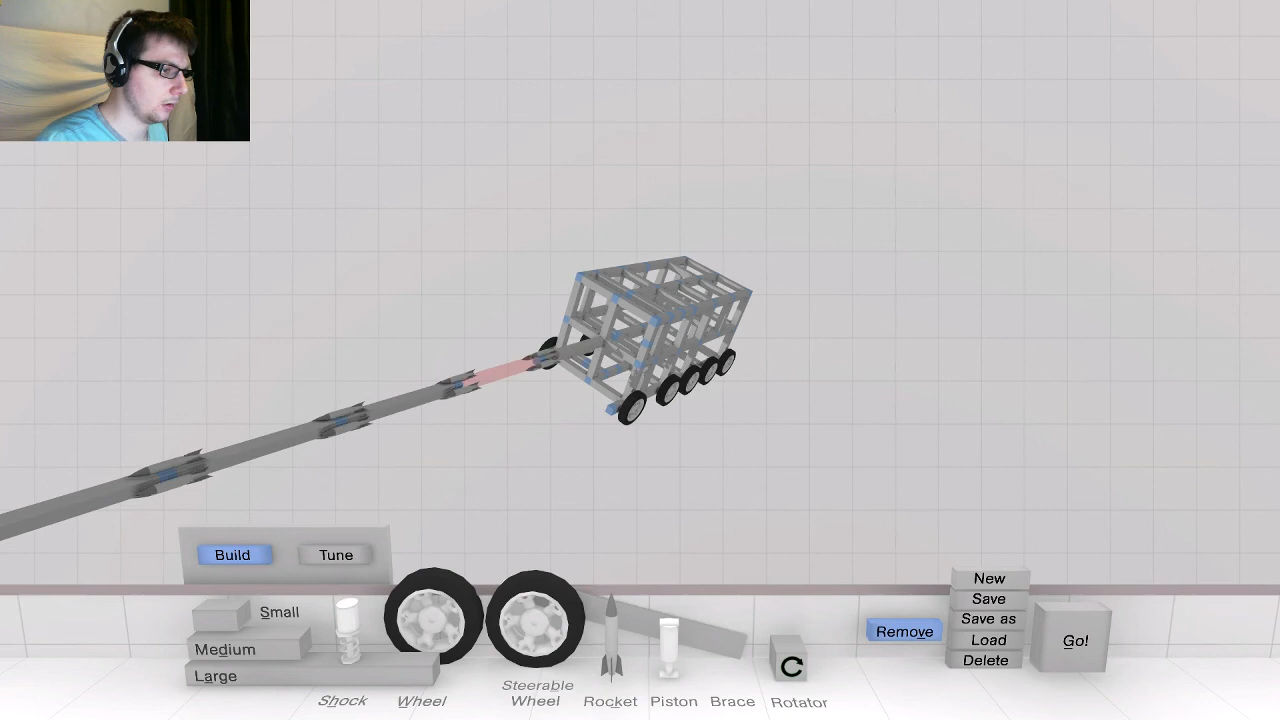 Build
Tune
Small
Medium
Large
Shock
Wheel
Steerable
Wheel
Rocket
Piston
Brace
Rotator
Remove
New
Save
Save as
Load
Delete
Go!